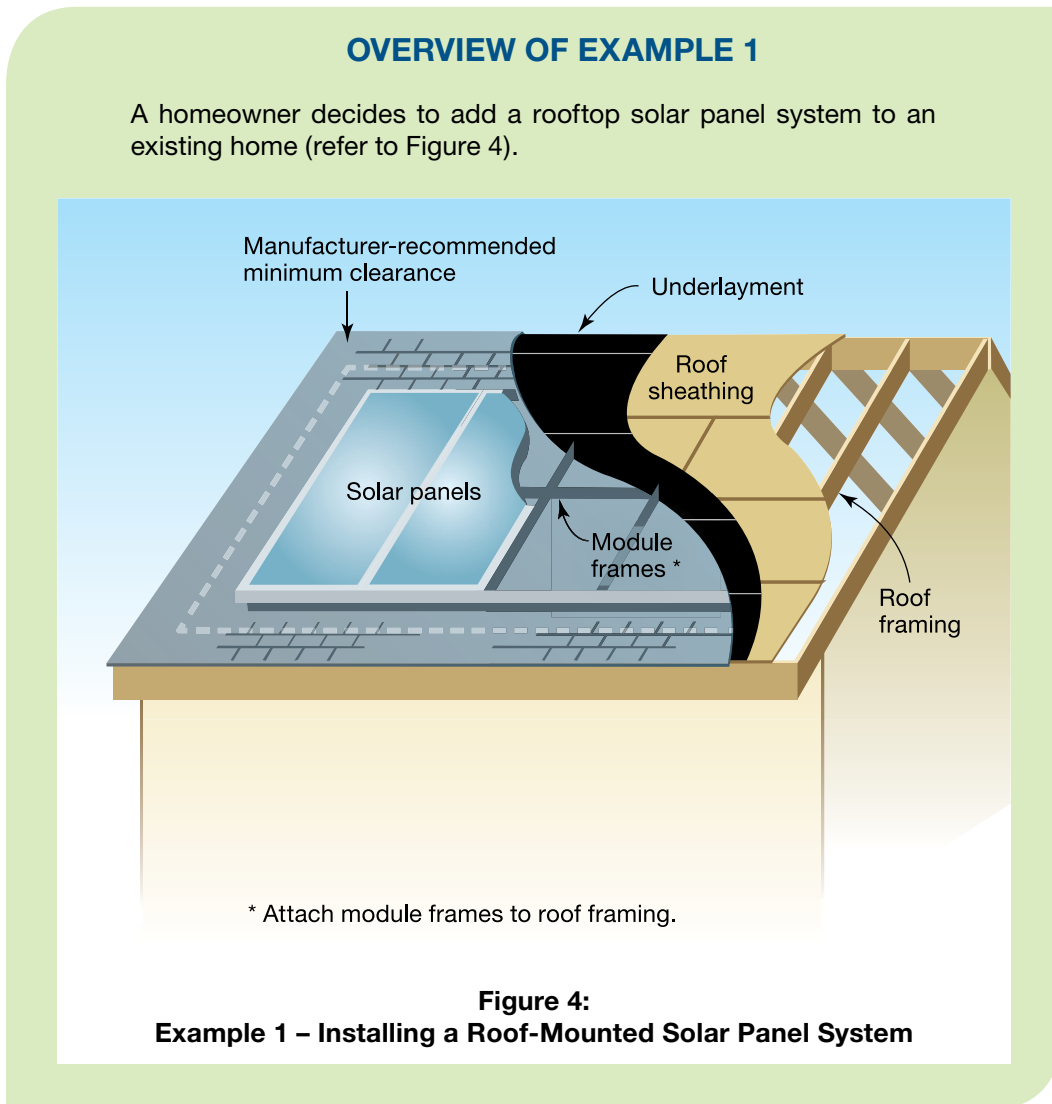 OVERVIEW OF EXAMPLE 1
A homeowner decides to add a rooftop solar panel system to an
existing home (refer to Figure 4).
Manufacturer-recommended
minimum clearance
Underlayment
Roof
sheathing
Solar panels
Module
frames *
Roof
framing
* Attach module frames to roof framing.
Figure 4:
Example 1 – Installing a Roof-Mounted Solar Panel System